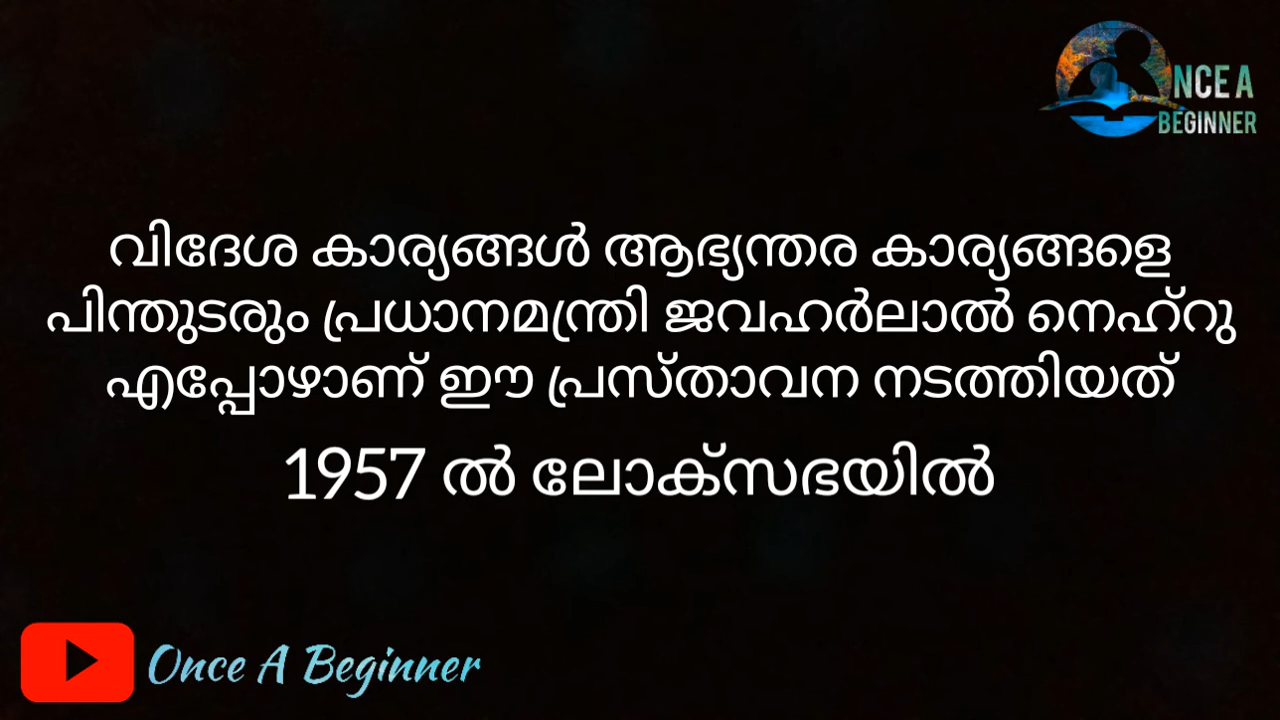 NCE A
BEGINNER
വിദേശ കാര്യങ്ങൾ ആഭ്യന്തര കാര്യങ്ങളെ
പിന്തുടരും പ്രധാനമന്ത്രി ജവഹർലാൽ നെഹ്റു
എപ്പോഴാണ് ഈ പ്രസ്താവന നടത്തിയത്
1957 ൽ ലോക്സഭയിൽ
Once A Beginner